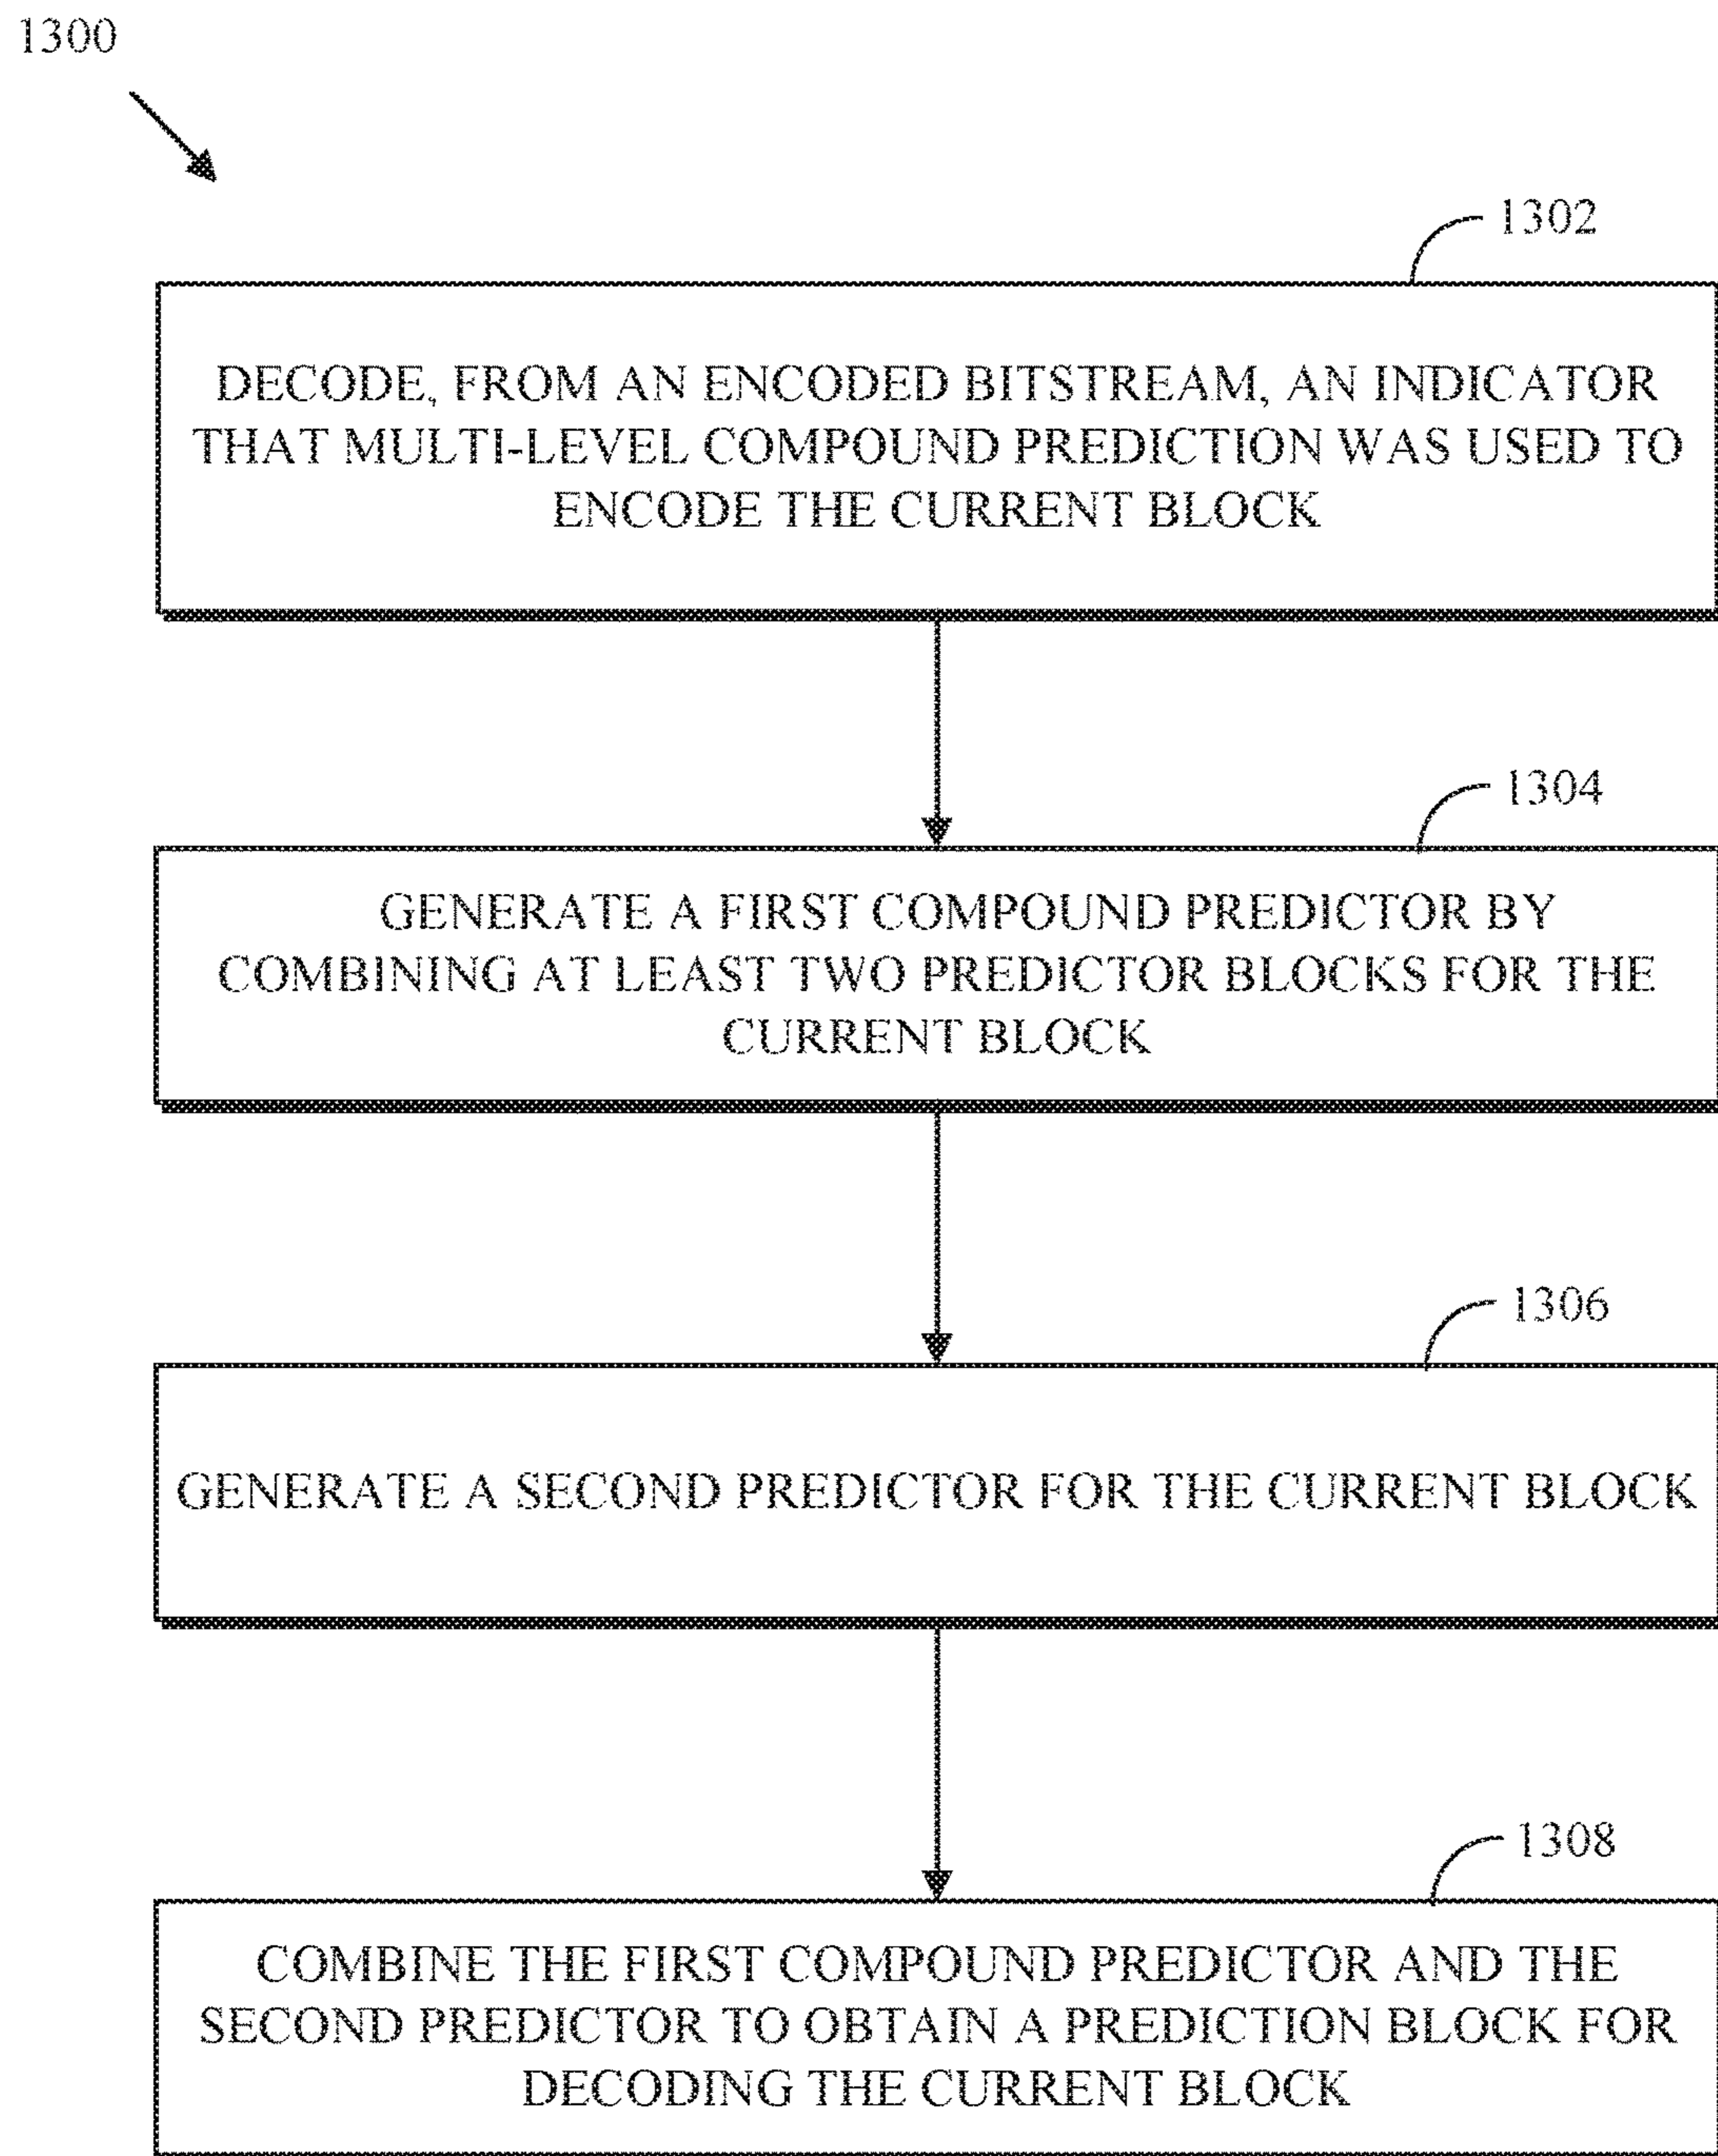 1300
1302
DECODE, FROM AN ENCODED BITSTREAM, AN INDICATOR
THAT MULTI-LEVEL COMPOUND PREDICTION WAS USED TO
ENCODE THE CURRENT BLOCK
1304
GENERATE A FIRST COMPOUND PREDICTOR BY
COMBINING AT LEAST TWO PREDICTOR BLOCKS FOR THE
CURRENT BLOCK
1306
GENERATE A SECOND PREDICTOR FOR THE CURRENT BLOCK
1308
COMBINE THE FIRST COMPOUND PREDICTOR AND THE
SECOND PREDICTOR TO OBTAIN A PREDICTION BLOCK FOR
DECODING THE CURRENT BLOCK